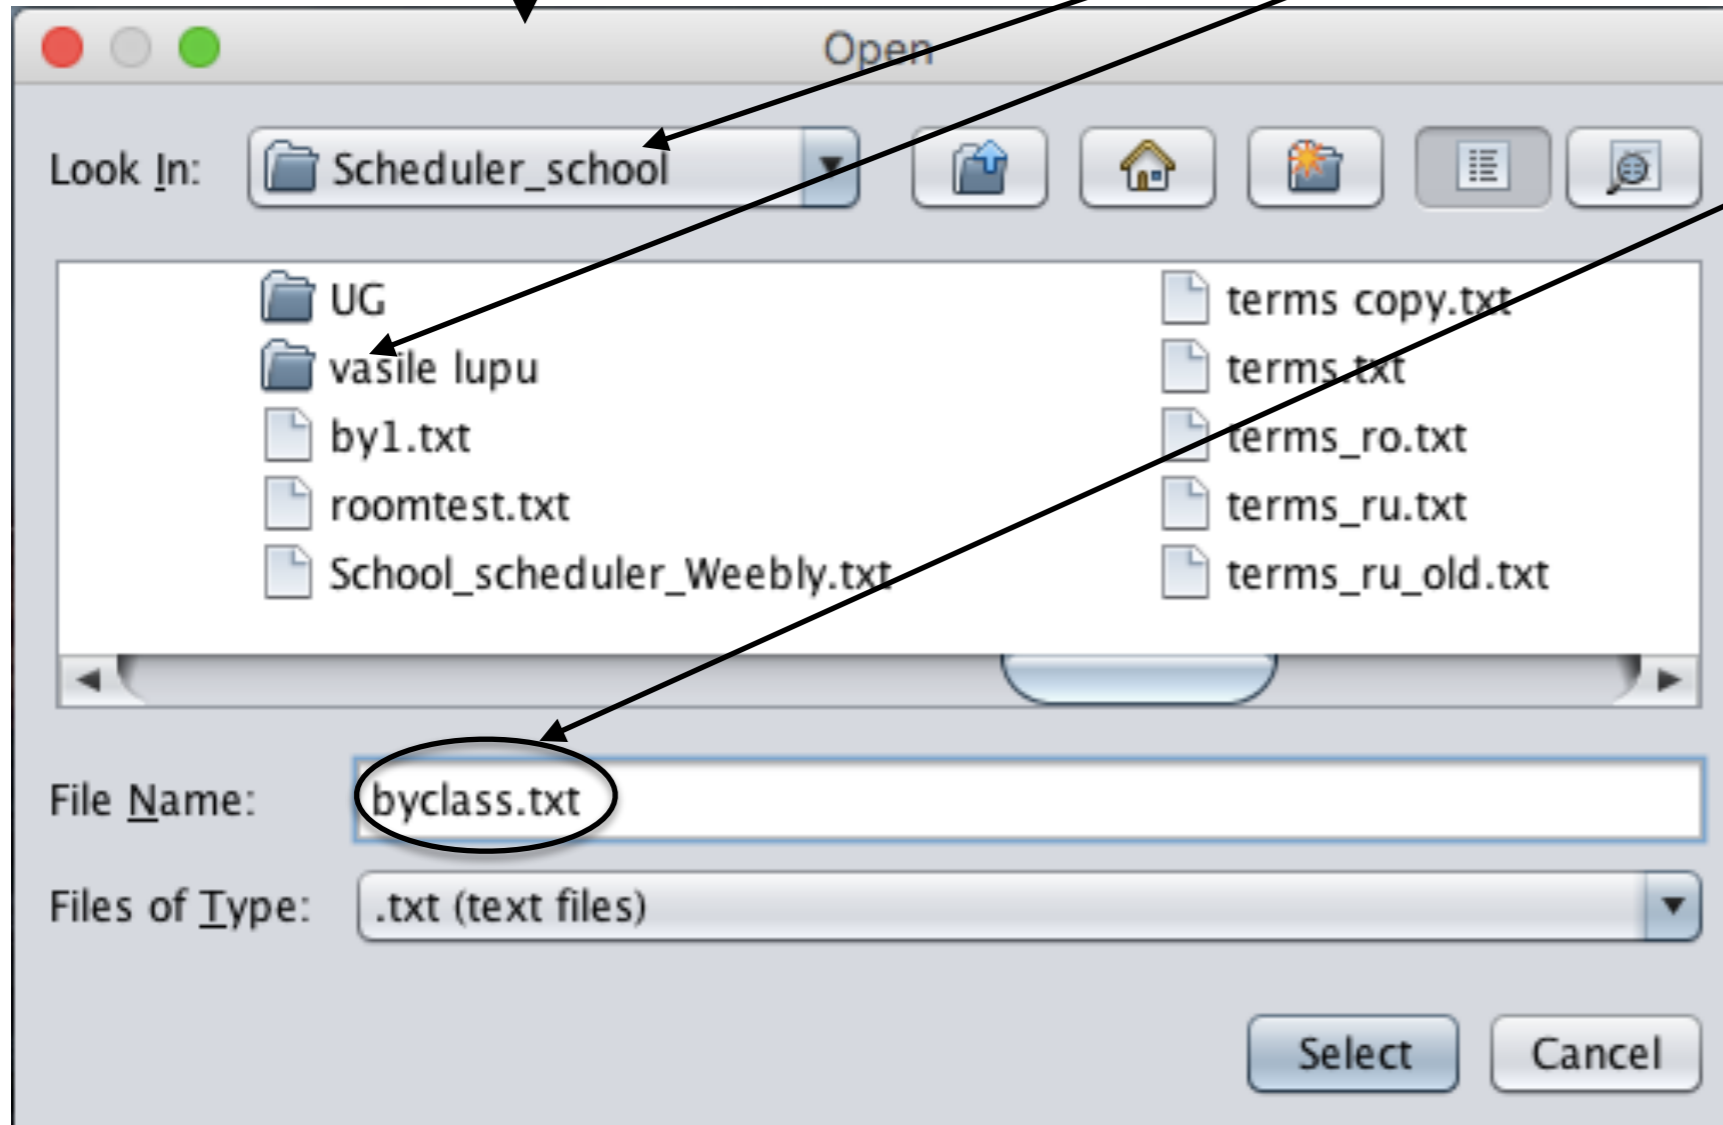 Open
Look In: Scheduler_school
UG
vasile lupu
by1.txt
roomtest.txt
School_scheduler_Weebly.txt
terms copy.txt
terms.txt
terms_ro.txt
terms_ru.txt
terms_ru_old.txt
File Name: byclass.txt
Files of Type: .txt (text files)
Select Cancel